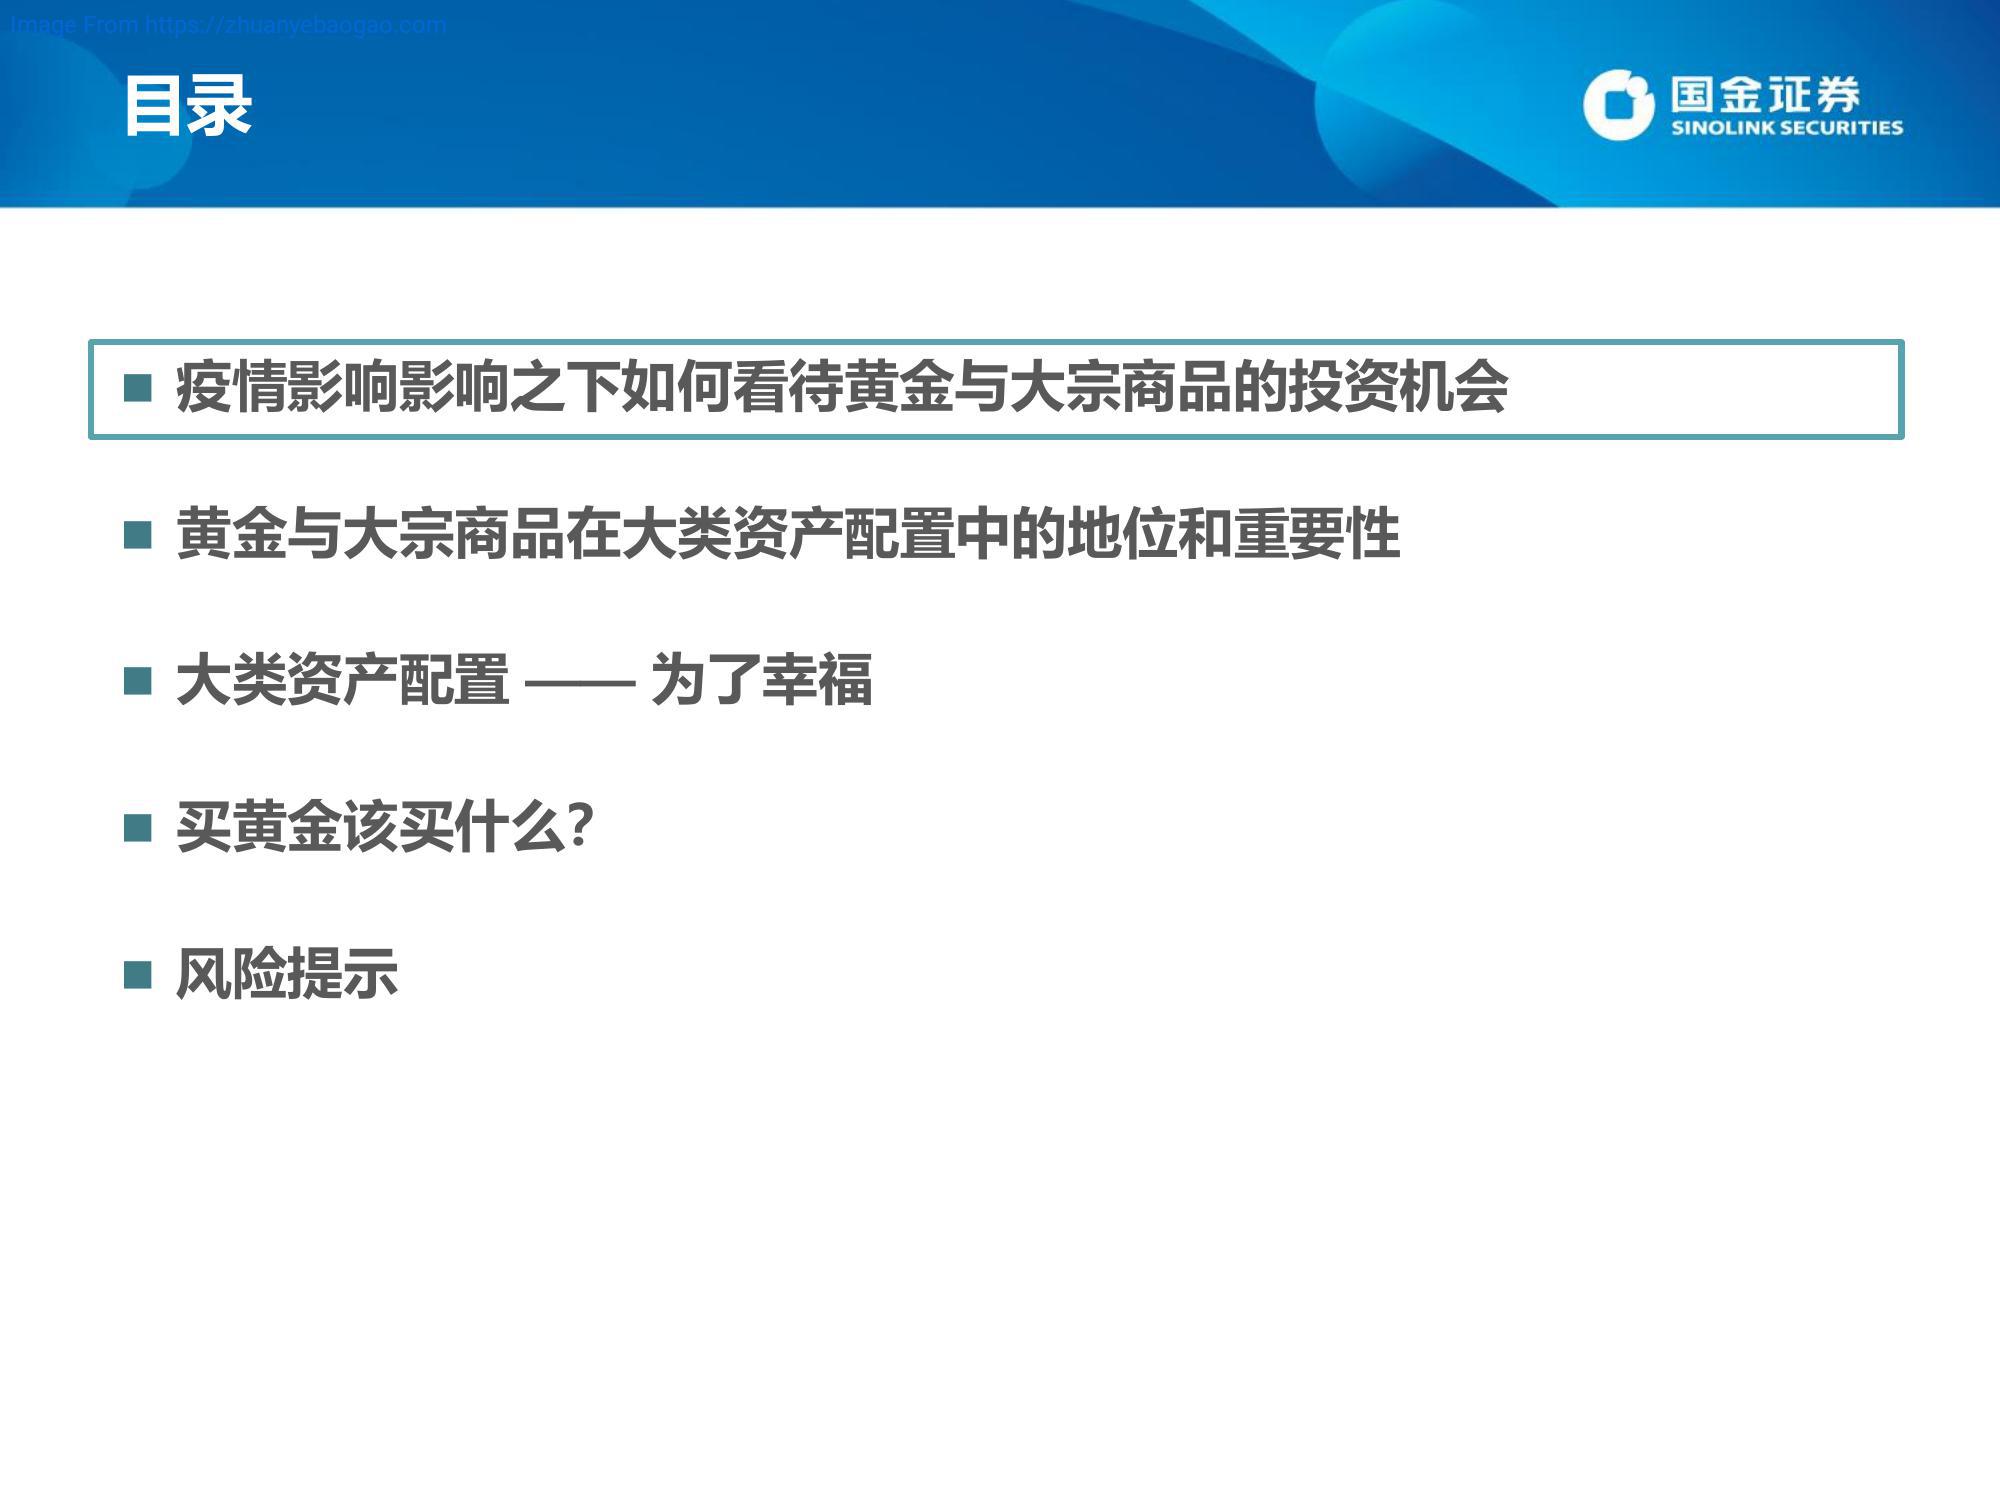 Image From https://zhuanyebaogao.com
目录
国金证券
SINOLINK SECURITIES
疫情影响影响之下如何看待黄金与大宗商品的投资机会
黄金与大宗商品在大类资产配置中的地位和重要性
大类资产配置 —— 为了幸福
买黄金该买什么？
风险提示